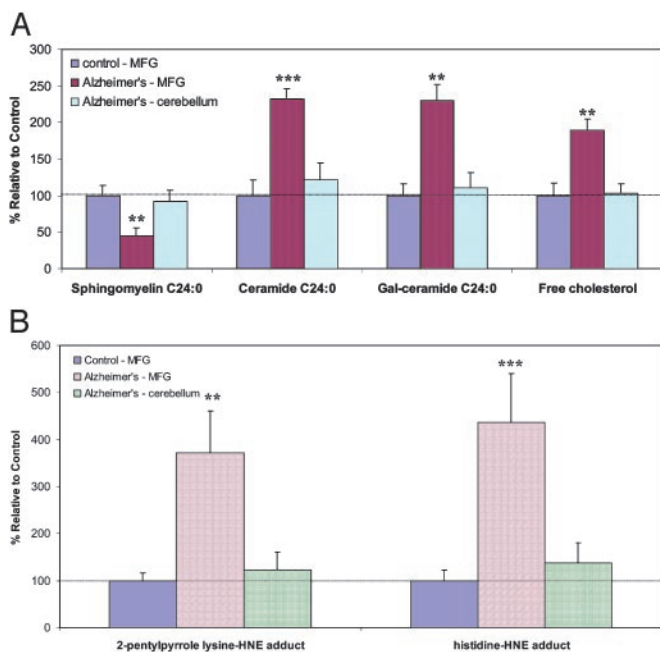 A
300
250
200
150
100
50
0
% Relative to Control
control - MFG
Alzheimer's - MFG
Alzheimer's - cerebellum
**
***
**
**
Sphingomyelin C24:0 Ceramide C24:0 Gal-ceramide C24:0 Free cholesterol
B
600
500
400
300
200
100
0
% Relative to Control
Control - MFG
Alzheimer's - MFG
Alzheimer's - cerebellum
**
***
2-pentylpyrrole lysine-HNE adduct histidine-HNE adduct